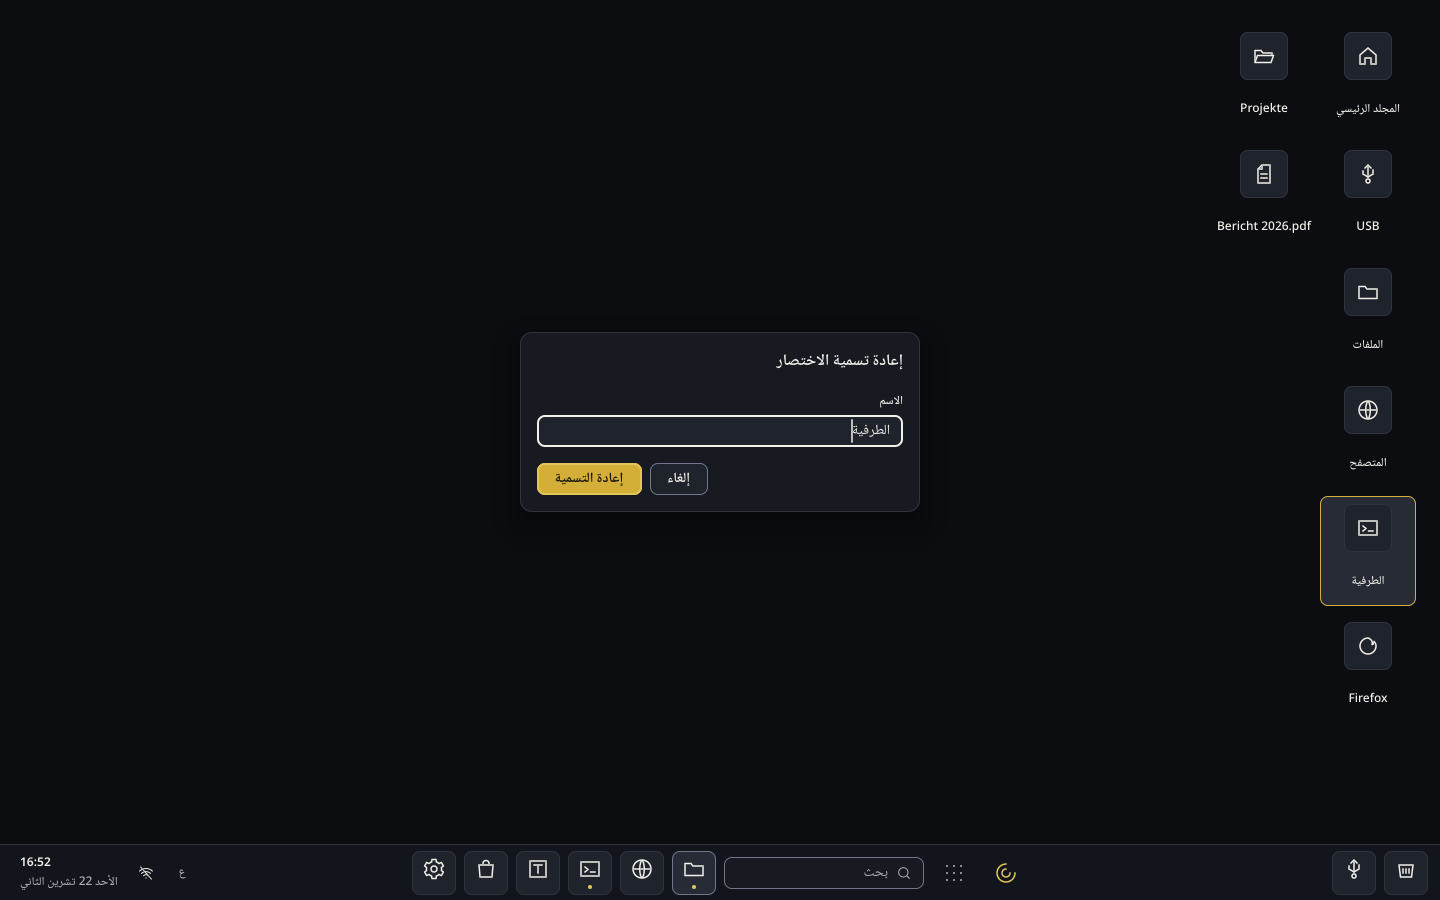 المجلد الرئيسي
Projekte
USB
Bericht 2026.pdf
الملفات
المتصفح
الطرفية
Firefox
إعادة تسمية الاختصار
الاسم
الطرفية
إلغاء
إعادة التسمية
بحث
ع
16:52
الأحد 22 تشرين الثاني